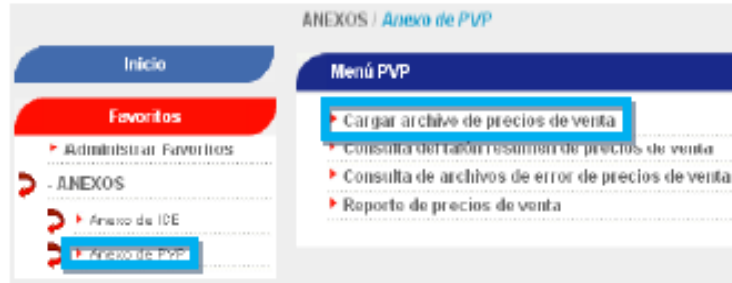 ANEXOS / Anexo de PVP
Inicio
Favoritos
Administrar Favoritos
- ANEXOS
Anexo de ICE
Anexo de PVP
Menú PVP
Cargar archivo de precios de venta
Consulta del talón resumen de precios de venta
Consulta de archivos de error de precios de venta
Reporte de precios de venta